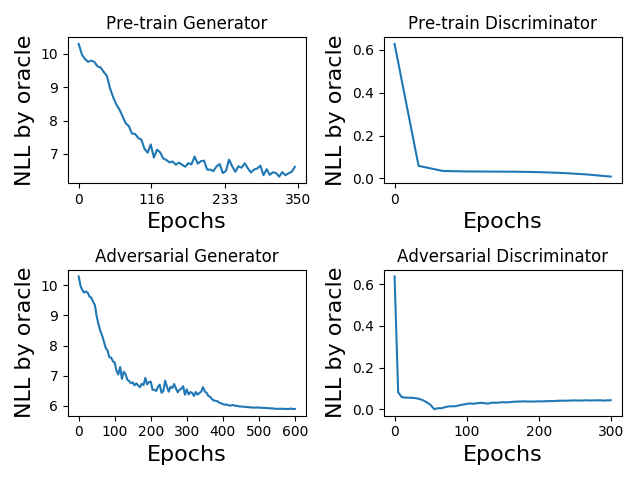 Pre-train Generator
NLL by oracle
10
9
8
7
0 116 233 350
Epochs
Pre-train Discriminator
NLL by oracle
0.6
0.4
0.2
0.0
0
Epochs
Adversarial Generator
NLL by oracle
10
9
8
7
6
0 100 200 300 400 500 600
Epochs
Adversarial Discriminator
NLL by oracle
0.6
0.4
0.2
0.0
0 100 200 300
Epochs